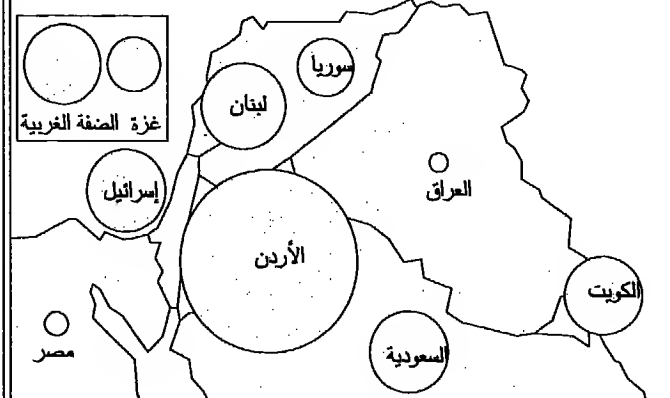 سوريا
لبنان
غزة الضفة الغربية
إسرائيل
العراق
الأردن
الكويت
مصر
السعودية